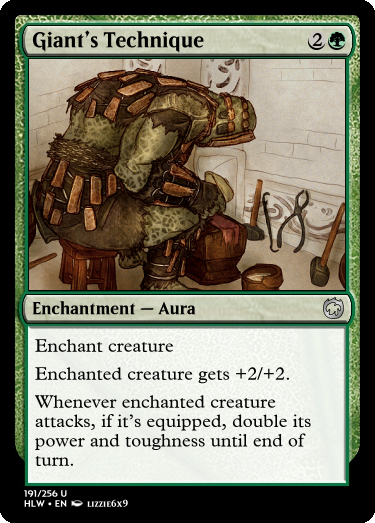 Giant's Technique 2
Enchantment — Aura
Enchant creature
Enchanted creature gets +2/+2.
Whenever enchanted creature
attacks, if it's equipped, double its
power and toughness until end of
turn.
191/256 U
HLW • EN LIZZIE6X9